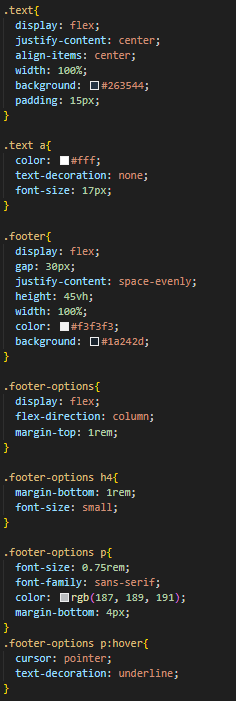 .text{
display: flex;
justify-content: center;
align-items: center;
width: 100%;
background: #263544;
padding: 15px;
}
.text a{
color: #fff;
text-decoration: none;
font-size: 17px;
}
.footer{
display: flex;
gap: 30px;
justify-content: space-evenly;
height: 45vh;
width: 100%;
color: #f3f3f3;
background: #1a242d;
}
.footer-options{
display: flex;
flex-direction: column;
margin-top: 1rem;
}
.footer-options h4{
margin-bottom: 1rem;
font-size: small;
}
.footer-options p{
font-size: 0.75rem;
font-family: sans-serif;
color: rgb(187, 189, 191);
margin-bottom: 4px;
}
.footer-options p:hover{
cursor: pointer;
text-decoration: underline;
}